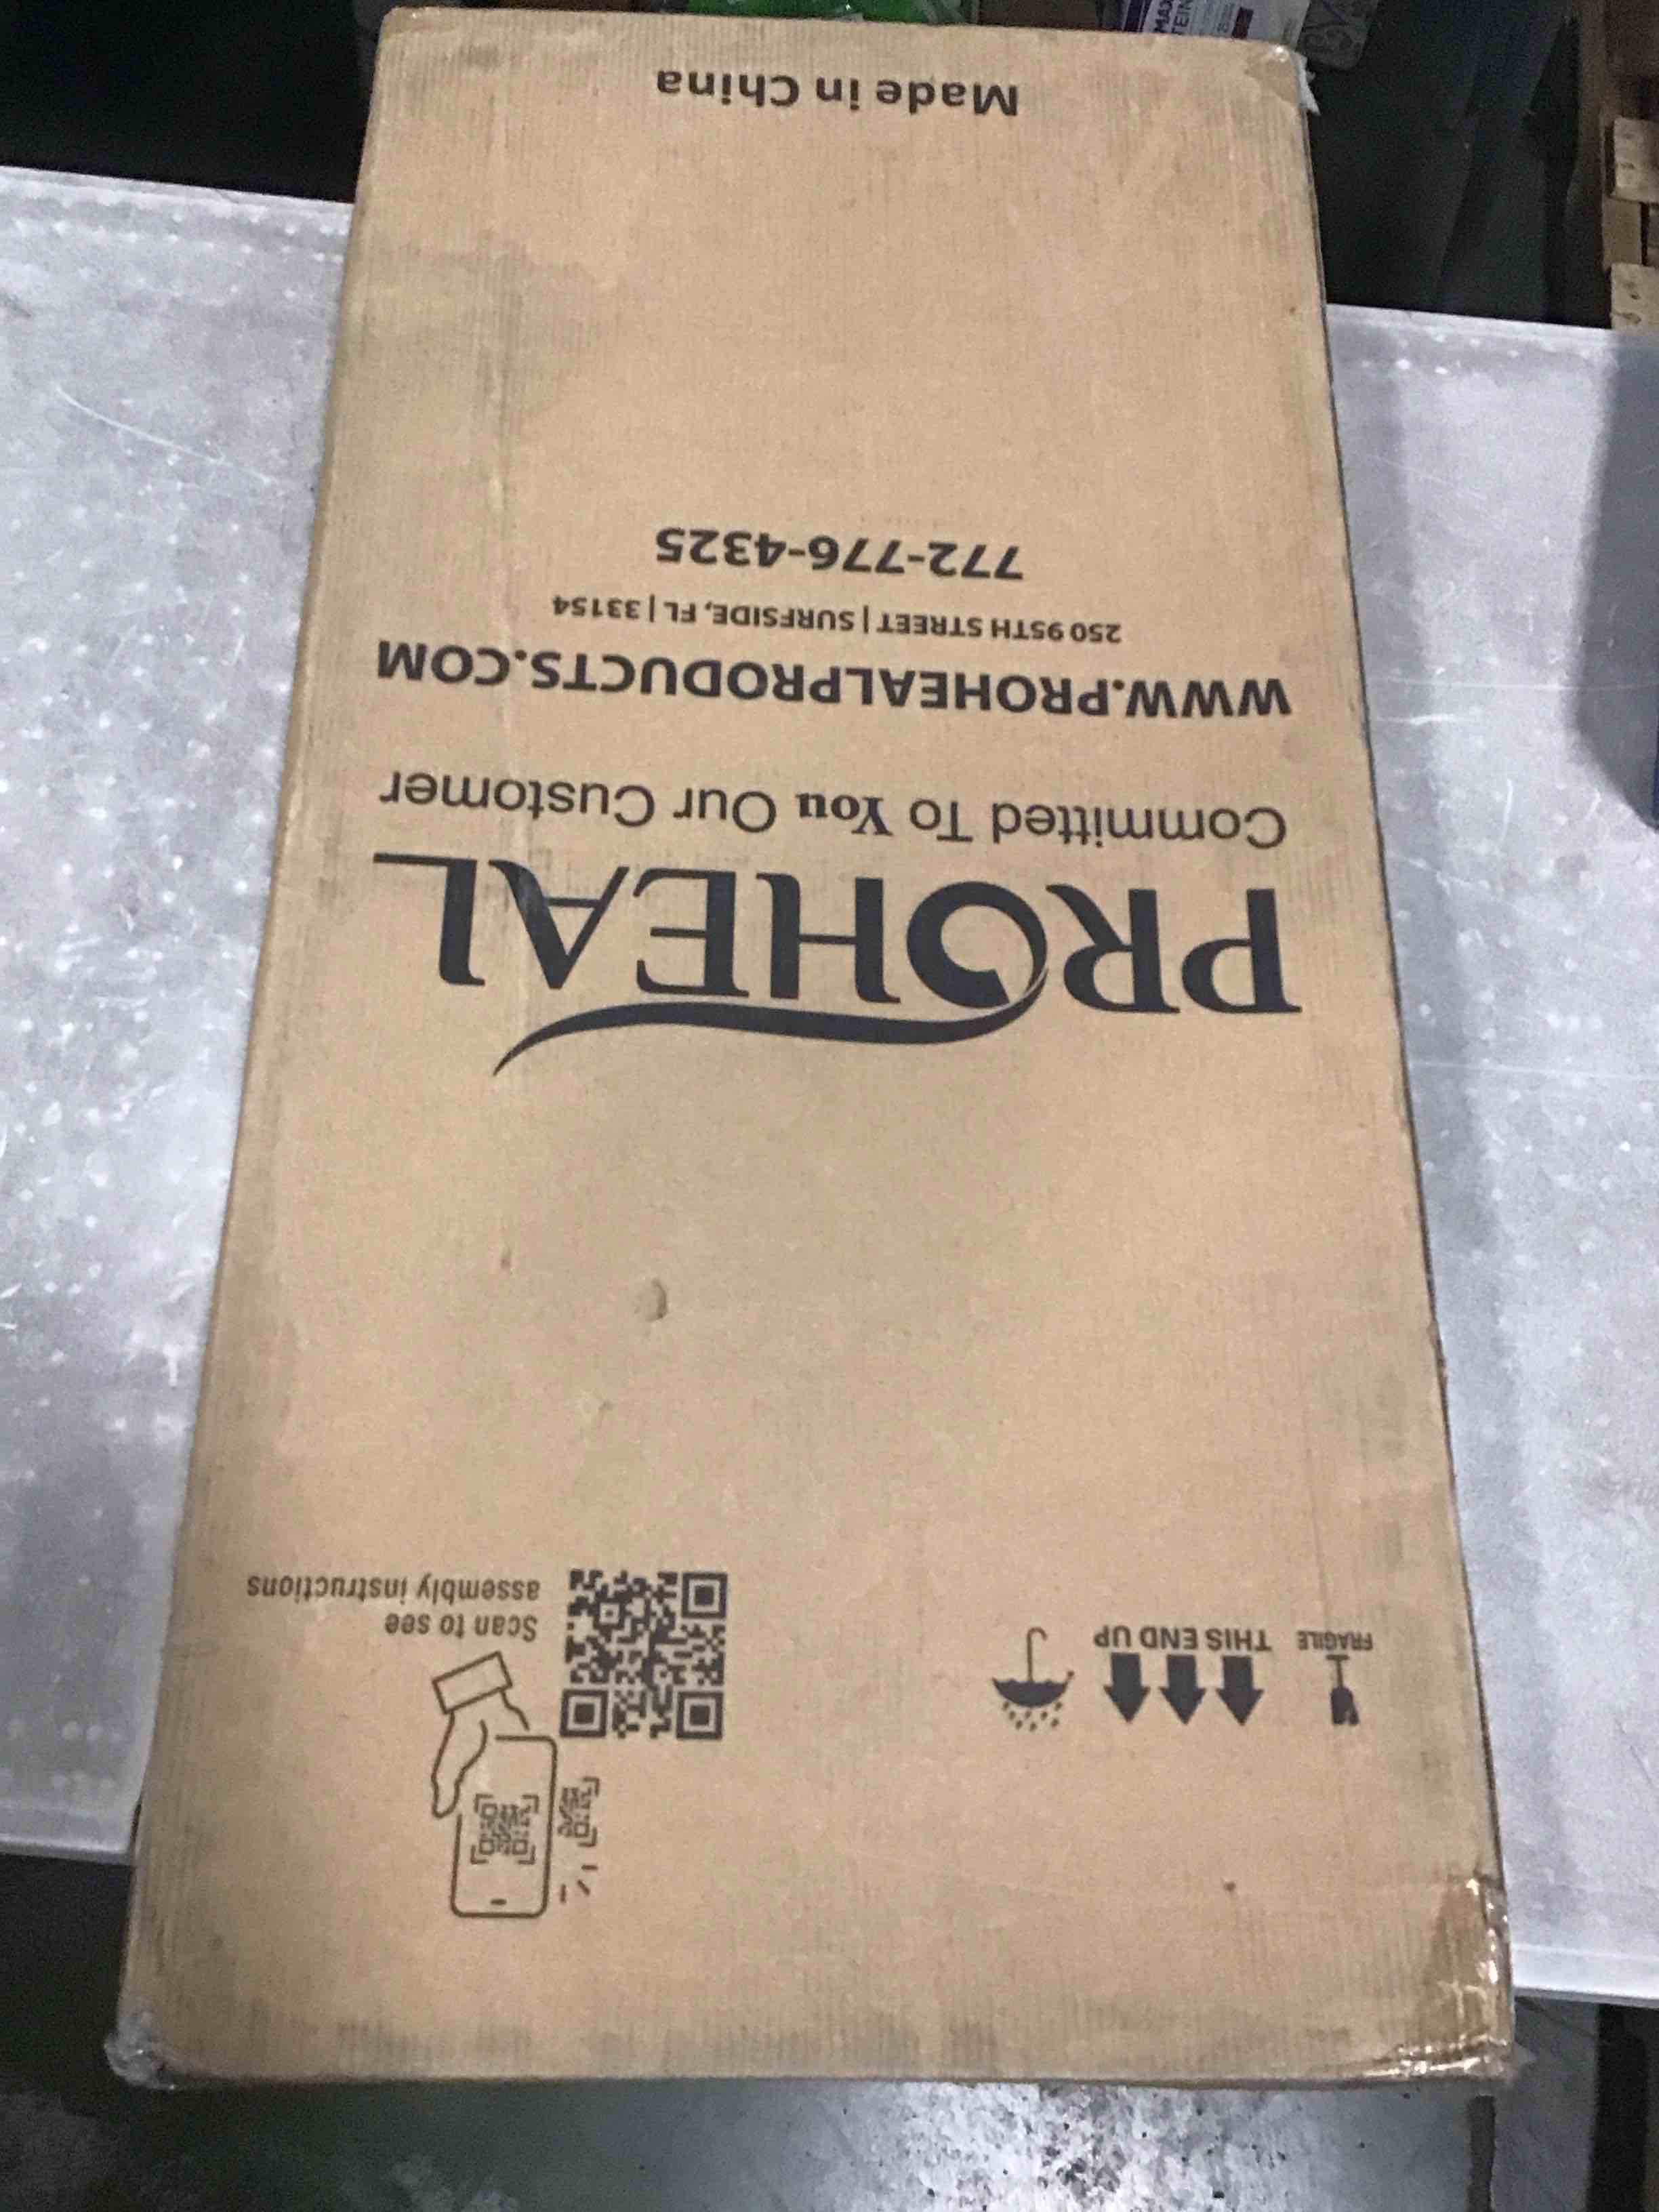 FRAGILE
THIS END UP
Scan to see
assembly instructions
PROHEAL
Committed To You Our Customer
WWW.PROHEALPRODUCTS.COM
250 95TH STREET | SURFSIDE, FL | 33154
772-776-4325
Made in China